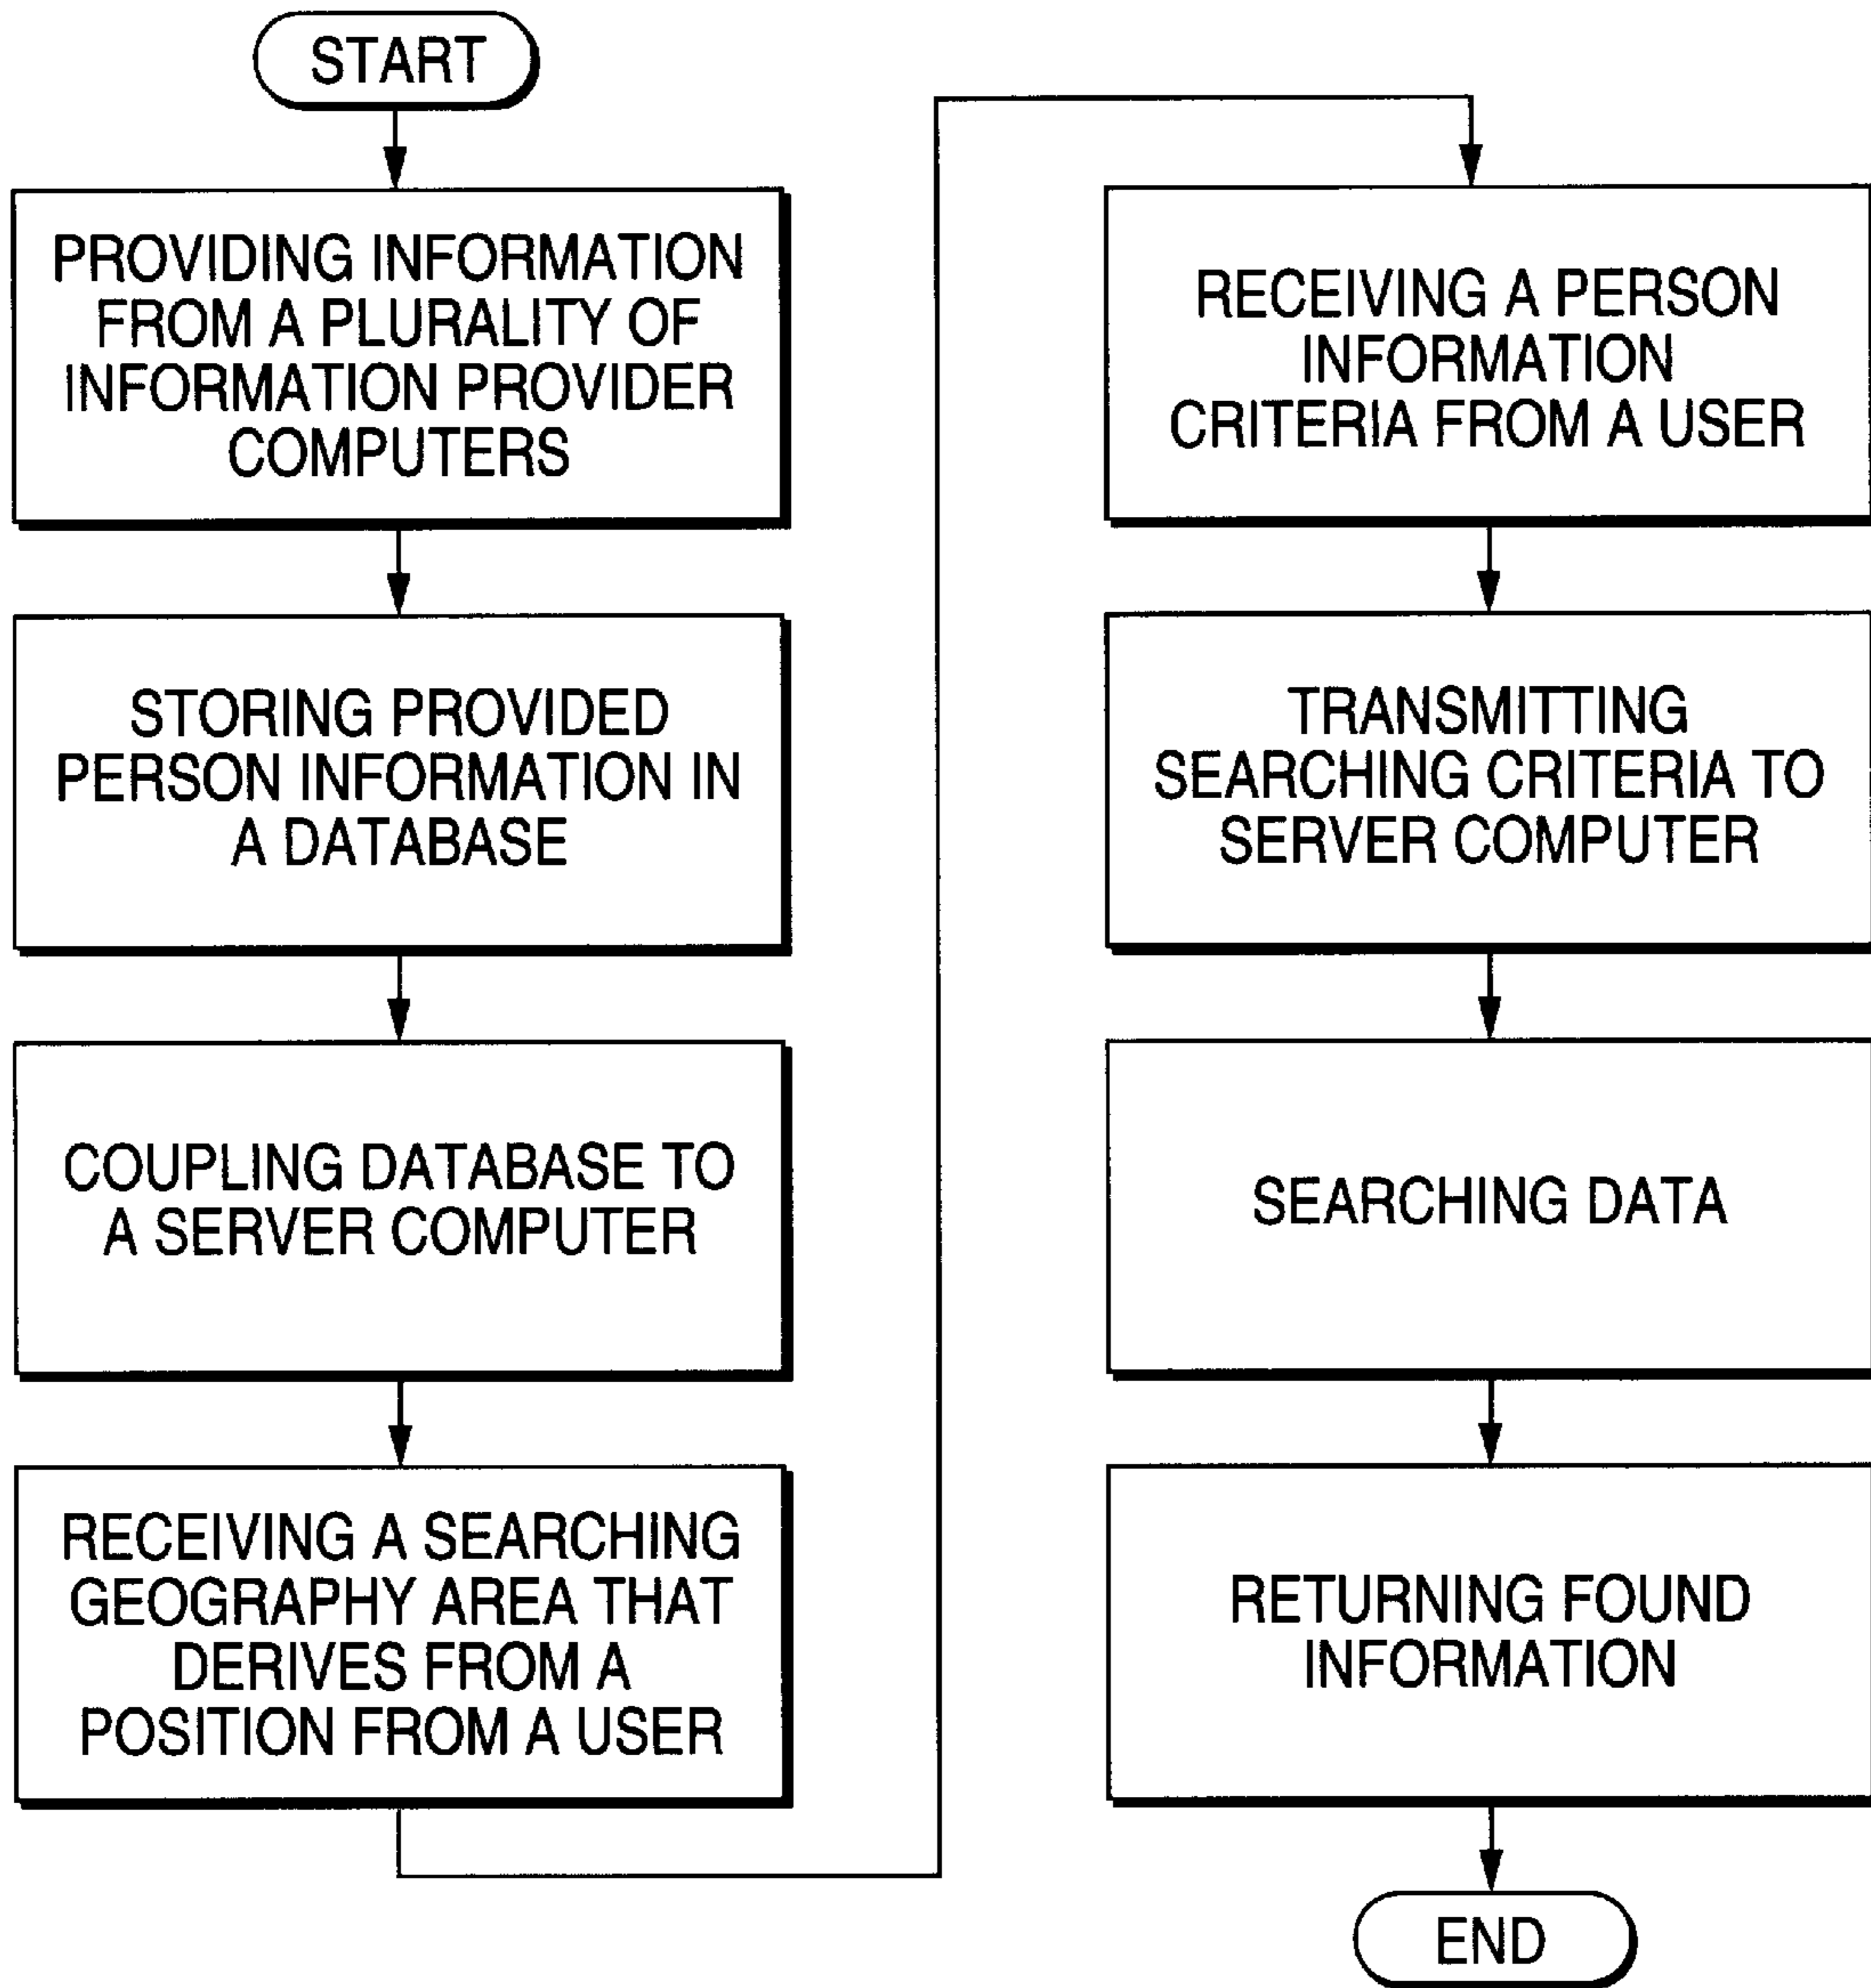 START
PROVIDING INFORMATION
FROM A PLURALITY OF
INFORMATION PROVIDER
COMPUTERS
STORING PROVIDED
PERSON INFORMATION IN
A DATABASE
COUPLING DATABASE TO
A SERVER COMPUTER
RECEIVING A SEARCHING
GEOGRAPHY AREA THAT
DERIVES FROM A
POSITION FROM A USER
RECEIVING A PERSON
INFORMATION
CRITERIA FROM A USER
TRANSMITTING
SEARCHING CRITERIA TO
SERVER COMPUTER
SEARCHING DATA
RETURNING FOUND
INFORMATION
END